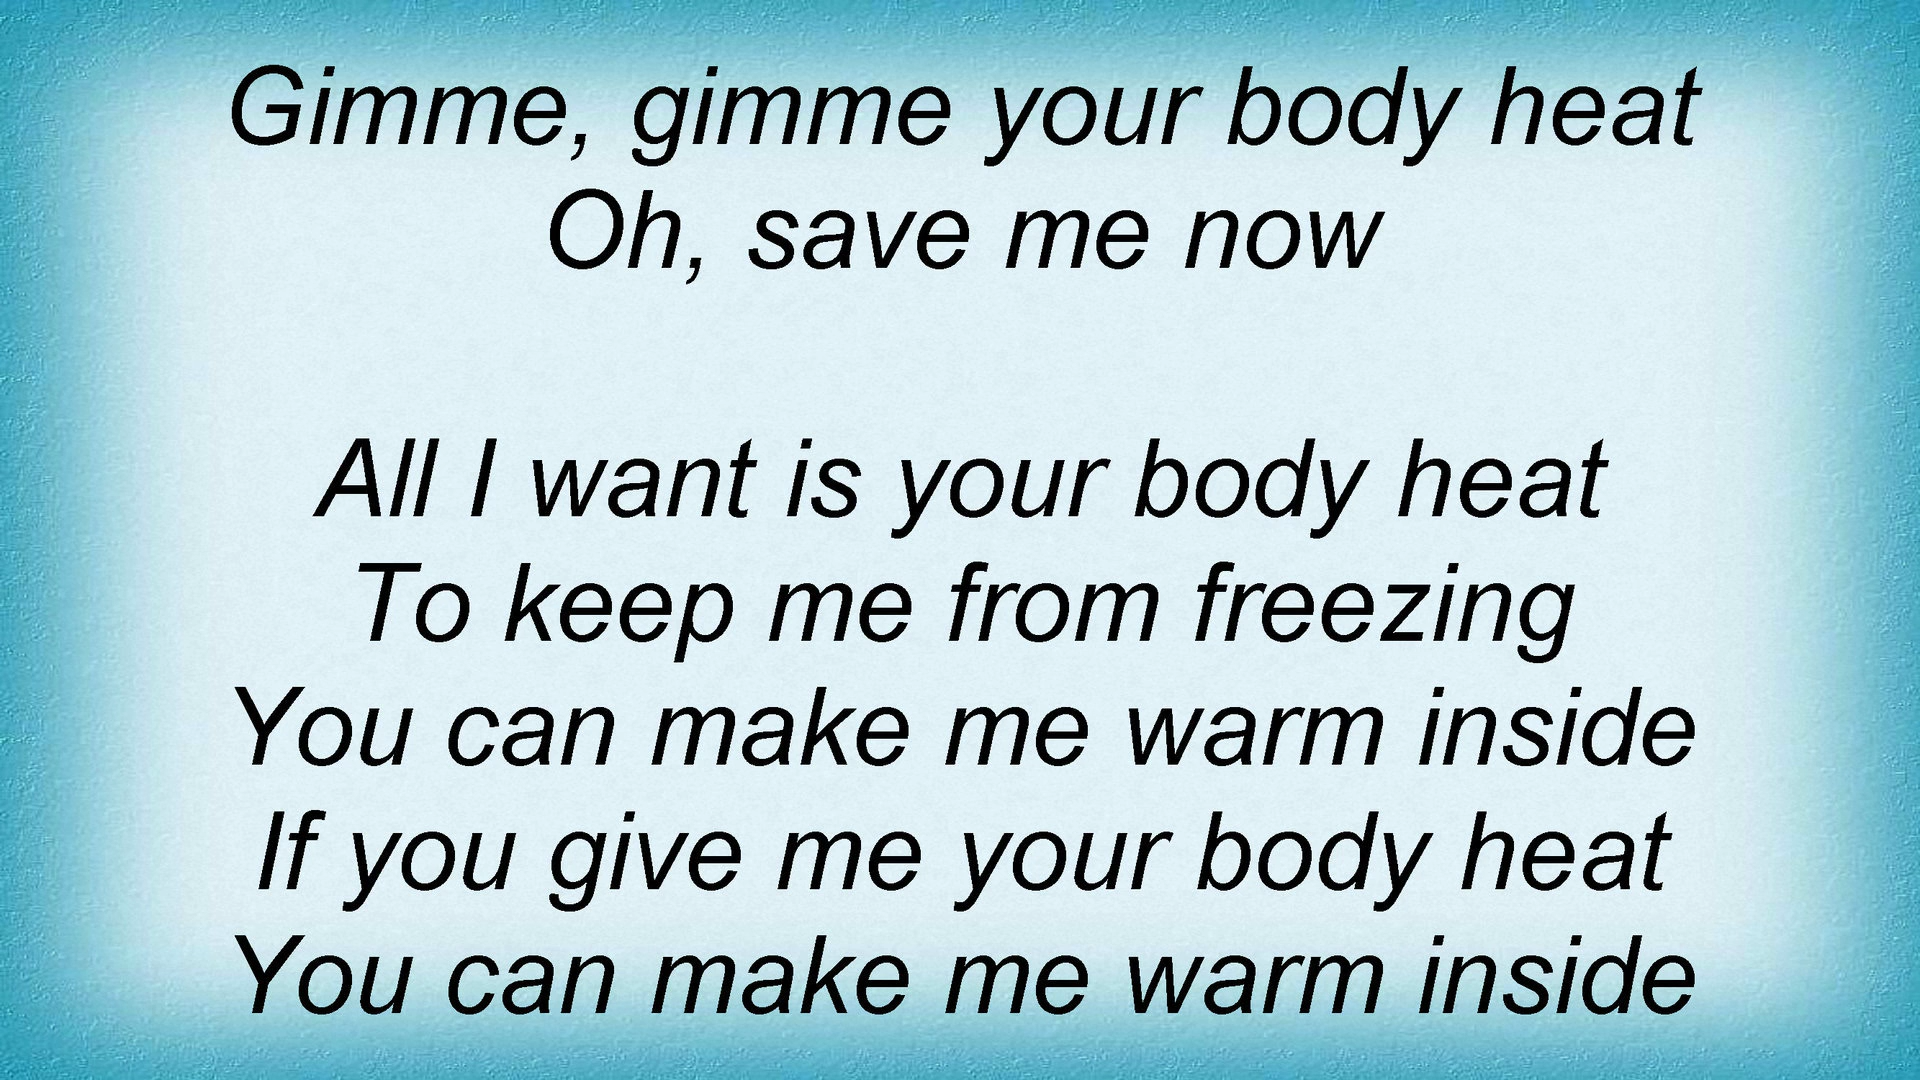 Gimme, gimme your body heat
Oh, save me now
All I want is your body heat
To keep me from freezing
You can make me warm inside
If you give me your body heat
You can make me warm inside